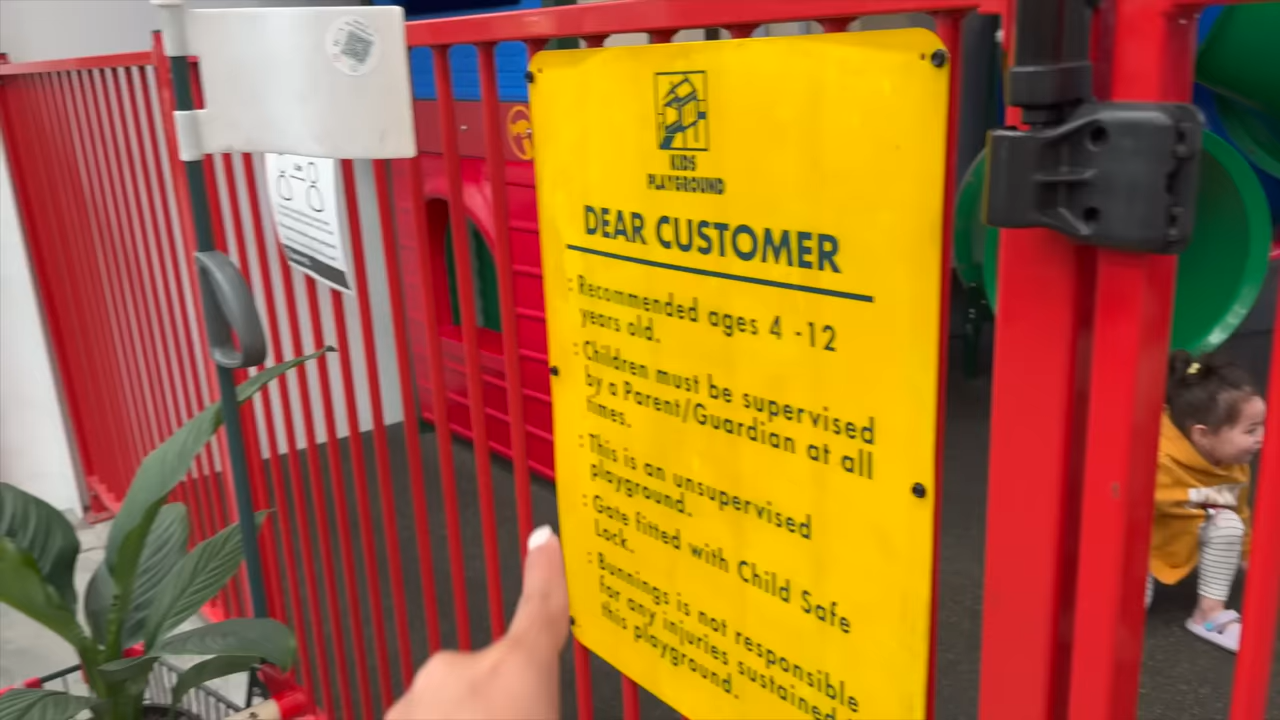 KIDS
PLAYGROUND
DEAR CUSTOMER
: Recommended ages 4 -12
years old.
: Children must be supervised
by a Parent/Guardian at all
times.
: This is an unsupervised
playground.
: Gate fitted with Child Safe
Lock.
: Bunnings is not responsible
for any injuries sustained
this playground.